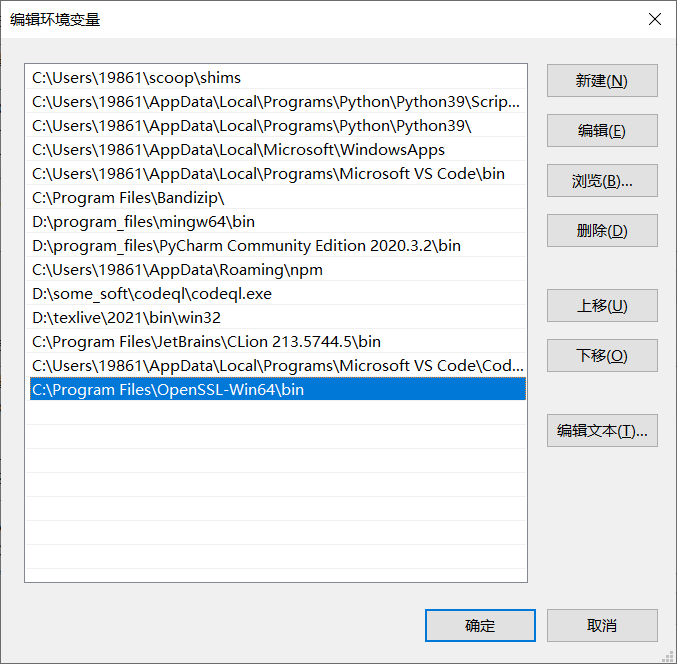 编辑环境变量
C:\Users\19861\scoop\shims
C:\Users\19861\AppData\Local\Programs\Python\Python39\Scrip...
C:\Users\19861\AppData\Local\Programs\Python\Python39\
C:\Users\19861\AppData\Local\Microsoft\WindowsApps
C:\Users\19861\AppData\Local\Programs\Microsoft VS Code\bin
C:\Program Files\Bandizip\
D:\program_files\mingw64\bin
D:\program_files\PyCharm Community Edition 2020.3.2\bin
C:\Users\19861\AppData\Roaming\npm
D:\some_soft\codeql\codeql.exe
D:\texlive\2021\bin\win32
C:\Program Files\JetBrains\CLion 213.5744.5\bin
C:\Users\19861\AppData\Local\Programs\Microsoft VS Code\Cod...
C:\Program Files\OpenSSL-Win64\bin
新建(N)
编辑(E)
浏览(B)...
删除(D)
上移(U)
下移(O)
编辑文本(T)...
确定
取消